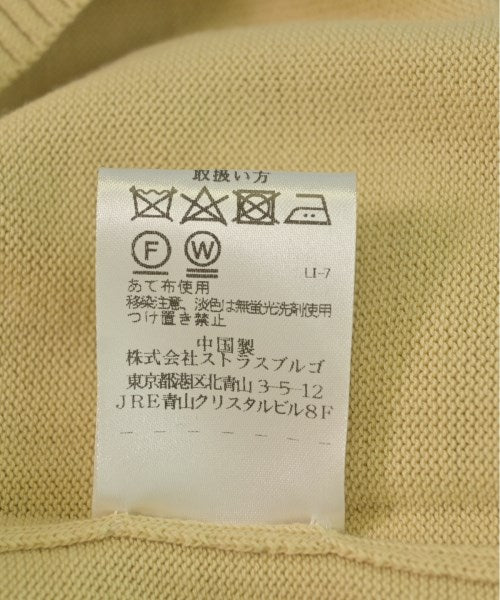 取扱い方
F W
LI-7
あて布使用
移染注意、淡色は無蛍光洗剤使用
つけ置き禁止
中国製
株式会社ストラスブルゴ
東京都港区北青山 3-5-12
JRE青山クリスタルビル8F